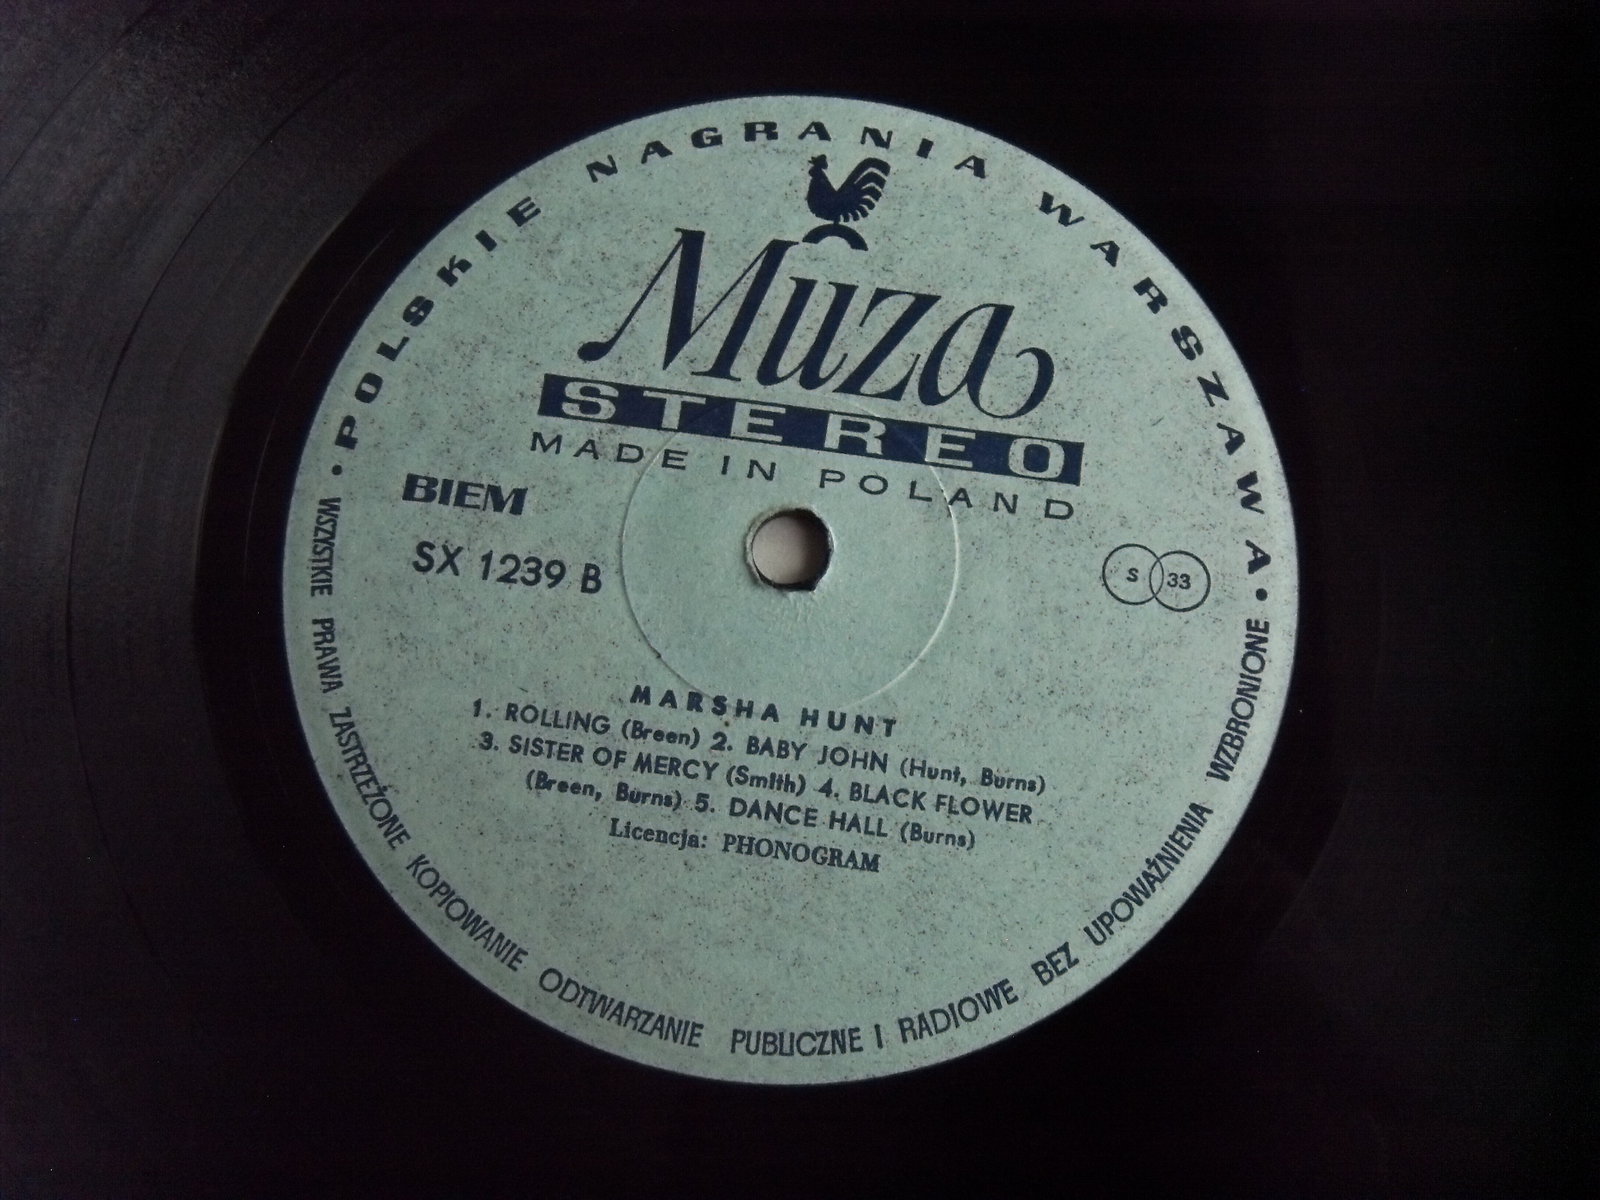 POLSKIE NAGRANIA WARSZAWA
Muza
STEREO
MADE IN POLAND
BIEM
SX 1239 B
S 33
MARSHA HUNT
1. ROLLING (Breen) 2. BABY JOHN (Hunt, Burns)
3. SISTER OF MERCY (Smith) 4. BLACK FLOWER
(Breen, Burns) 5. DANCE HALL (Burns)
Licencja: PHONOGRAM
• WSZYSTKIE PRAWA ZASTRZEŻONE KOPIOWANIE ODTWARZANIE PUBLICZNE I RADIOWE BEZ UPOWAŻNIENIA WZBRONIONE •